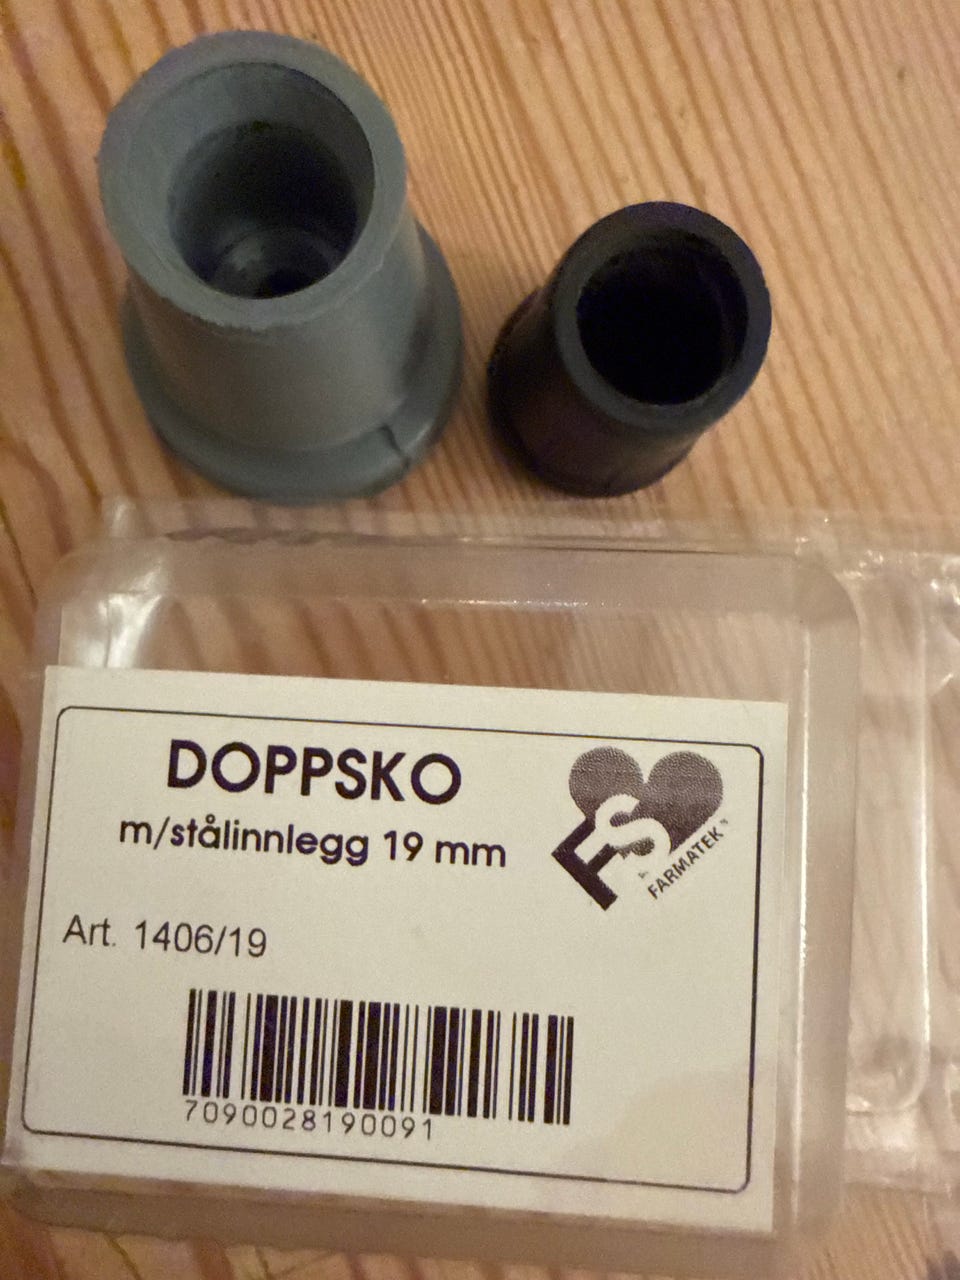 DOPPSKO
m/stålinnlegg 19 mm
FS
FARMATEK
Art. 1406/19
7090028190091